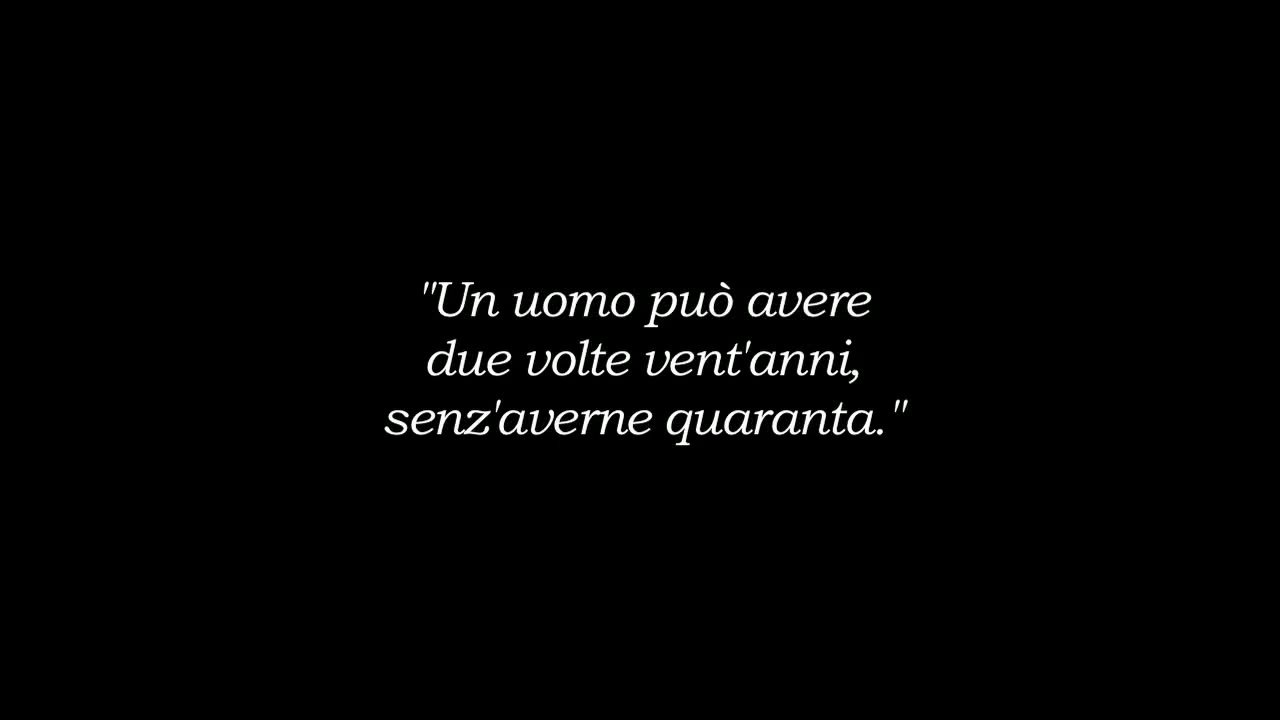 "Un uomo può avere
due volte vent'anni,
senz'averne quaranta."